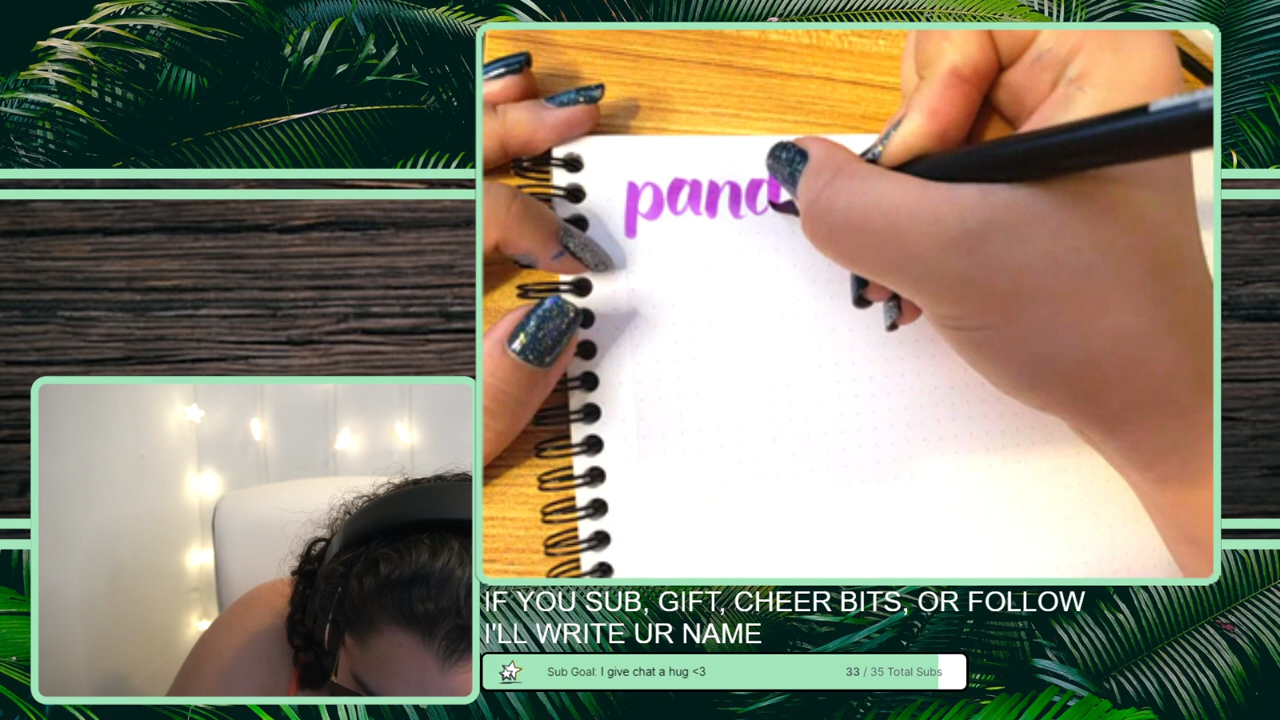 pand
IF YOU SUB, GIFT, CHEER BITS, OR FOLLOW
I'LL WRITE UR NAME
Sub Goal: I give chat a hug <3
33 / 35 Total Subs